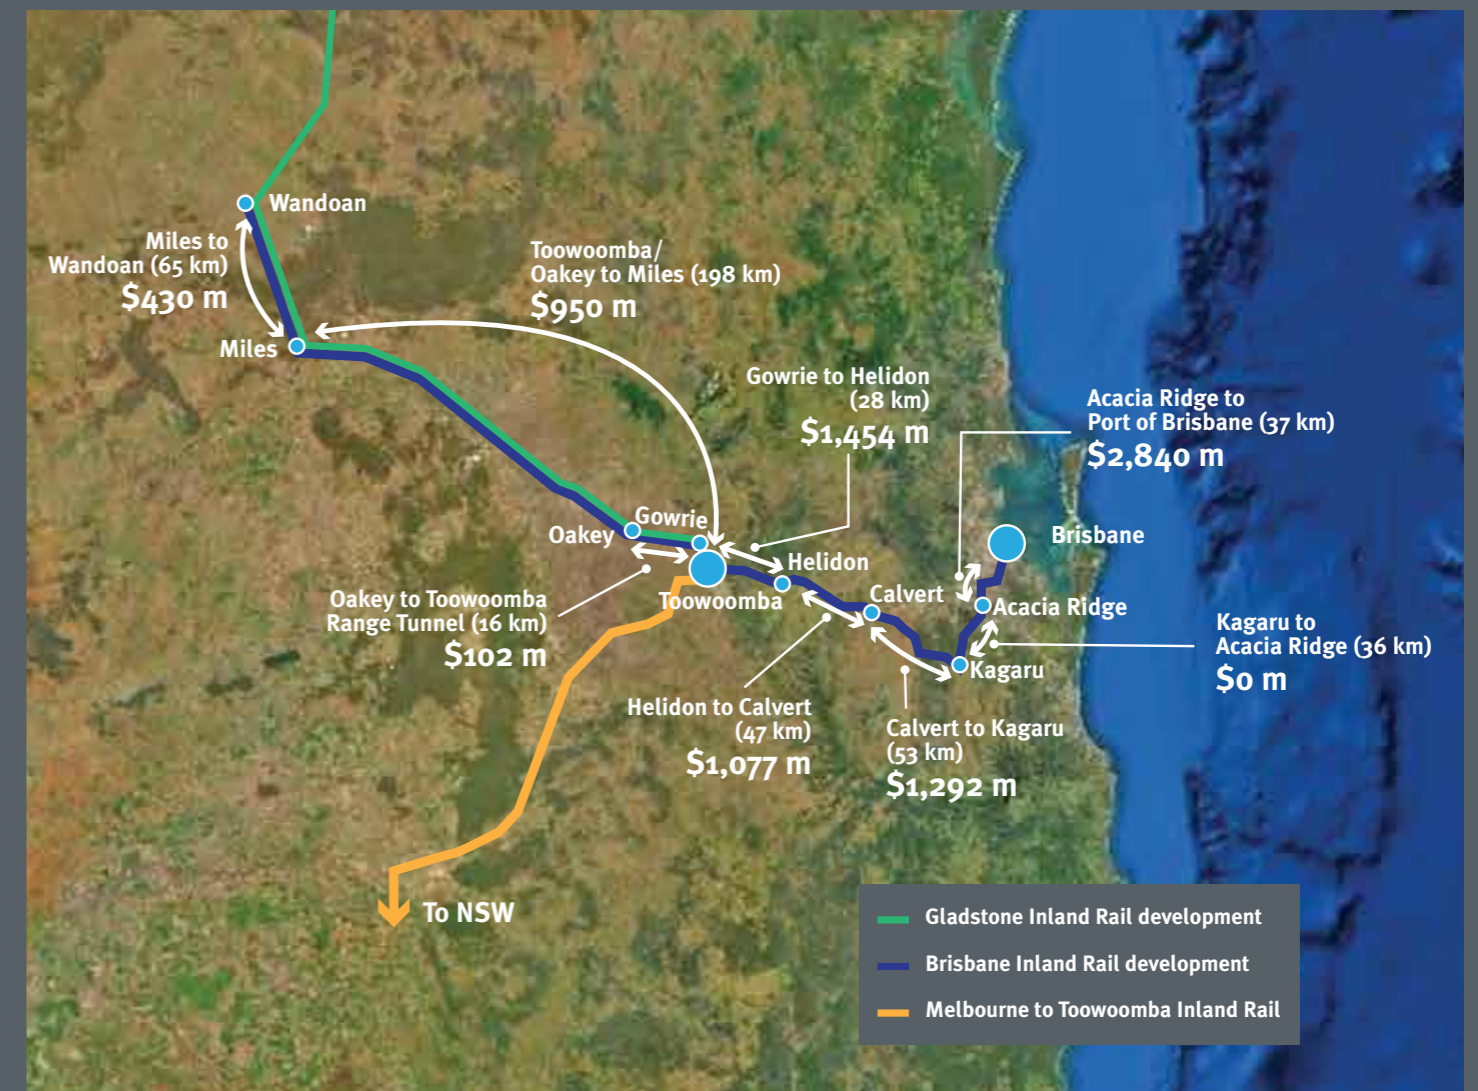 Wandoan
Miles to
Wandoan (65 km)
$430 m
Toowoomba/
Oakey to Miles (198 km)
$950 m
Miles
Gowrie to Helidon
(28 km)
$1,454 m
Acacia Ridge to
Port of Brisbane (37 km)
$2,840 m
Gowrie
Oakey
Brisbane
Helidon
Toowoomba
Calvert
Acacia Ridge
Oakey to Toowoomba
Range Tunnel (16 km)
$102 m
Kagaru to
Acacia Ridge (36 km)
$0 m
Kagaru
Helidon to Calvert
(47 km)
$1,077 m
Calvert to Kagaru
(53 km)
$1,292 m
To NSW
Gladstone Inland Rail development
Brisbane Inland Rail development
Melbourne to Toowoomba Inland Rail